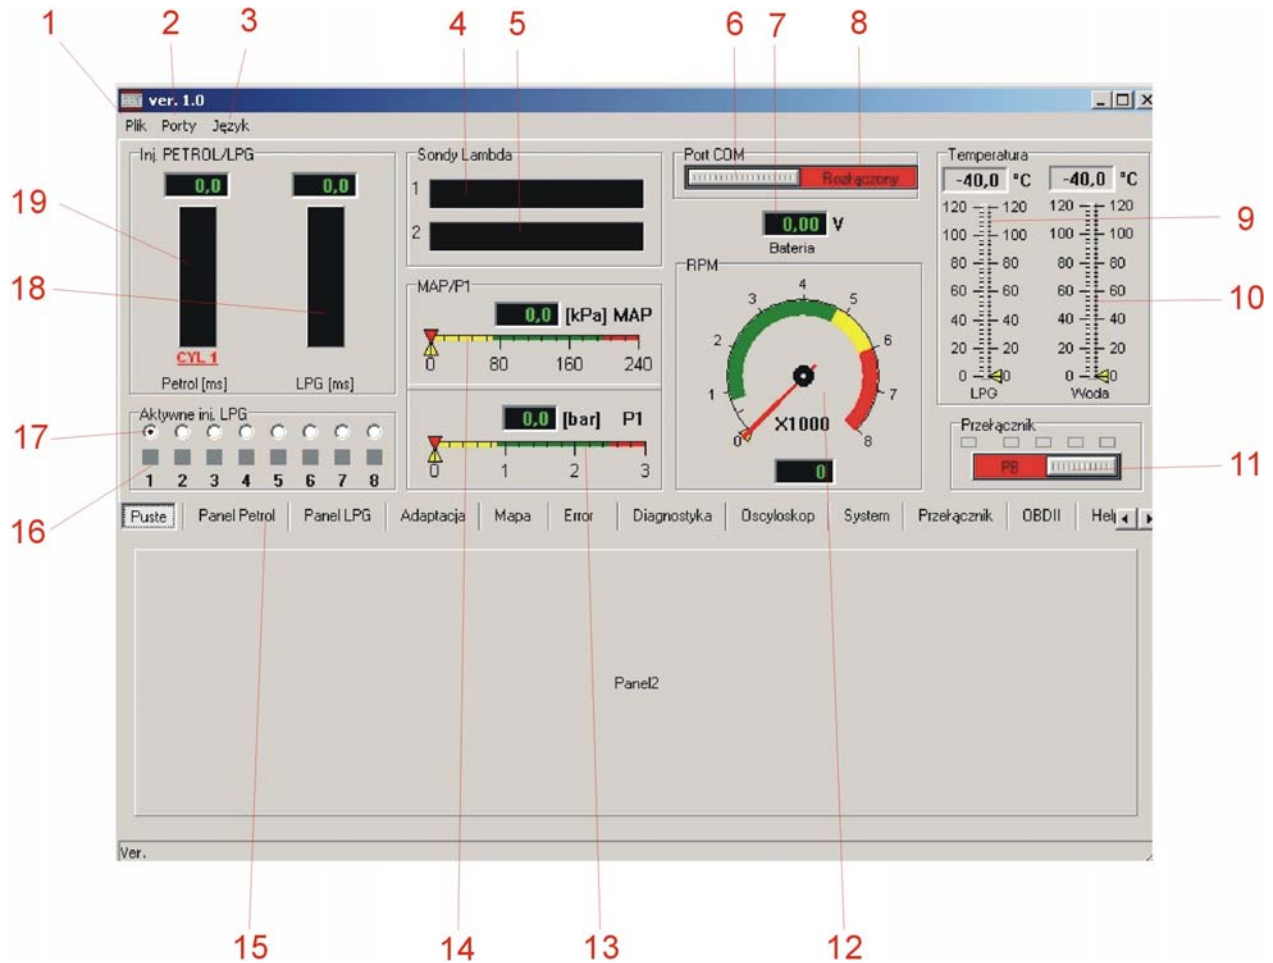 1 2 3 4 5 6 7 8
ver. 1.0
Plik Porty Język
Inj. PETROL/LPG
0,0 0,0
CYL 1
Petrol [ms] LPG [ms]
Sondy Lambda
1
2
Port COM
Rozłączony
0,00 V
Bateria
Temperatura
-40,0 °C -40,0 °C
120 120 120 120
100 100 100 100
80 80 80 80
60 60 60 60
40 40 40 40
20 20 20 20
0 0 0 0
LPG Woda
MAP/P1
0,0 [kPa] MAP
0 80 160 240
0,0 [bar] P1
0 1 2 3
RPM
0 1 2 3 4 5 6 7 8
X1000
0
Aktywne inj. LPG
1 2 3 4 5 6 7 8
Przełącznik
PB
19
18
17
16
9
10
11
Puste Panel Petrol Panel LPG Adaptacja Mapa Error Diagnostyka Oscyloskop System Przełącznik OBDII
Panel2
Ver.
15 14 13 12